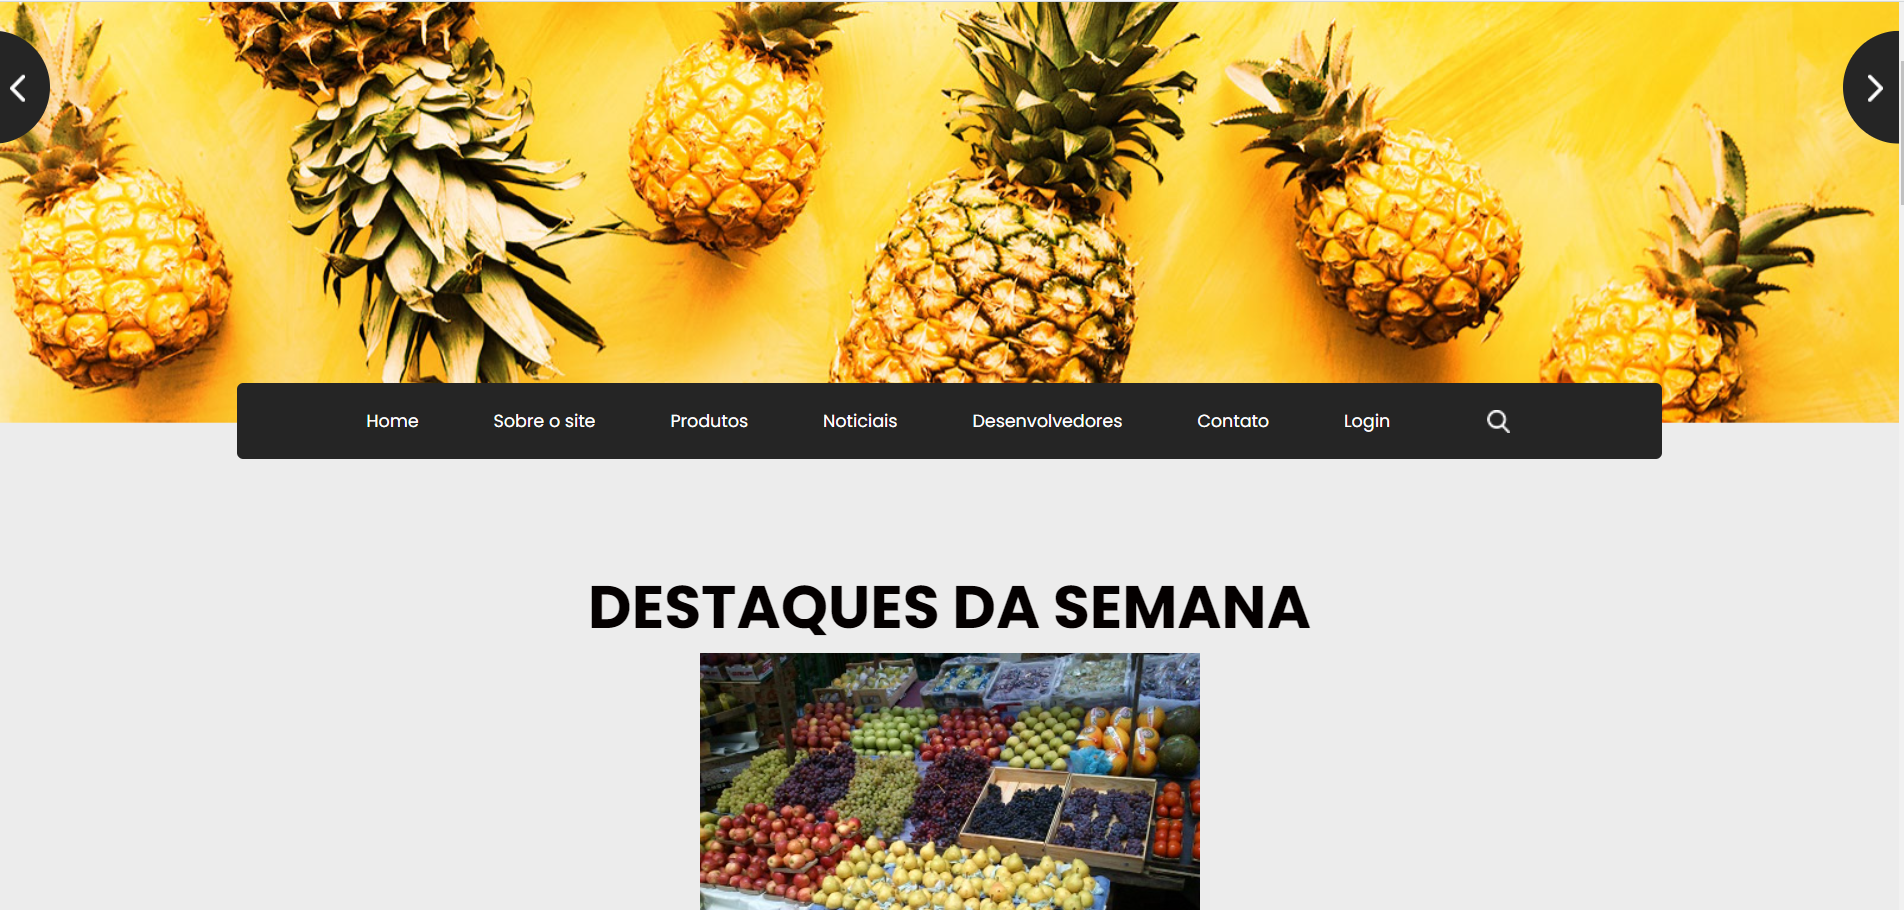 Home Sobre o site Produtos Noticiais Desenvolvedores Contato Login
DESTAQUES DA SEMANA